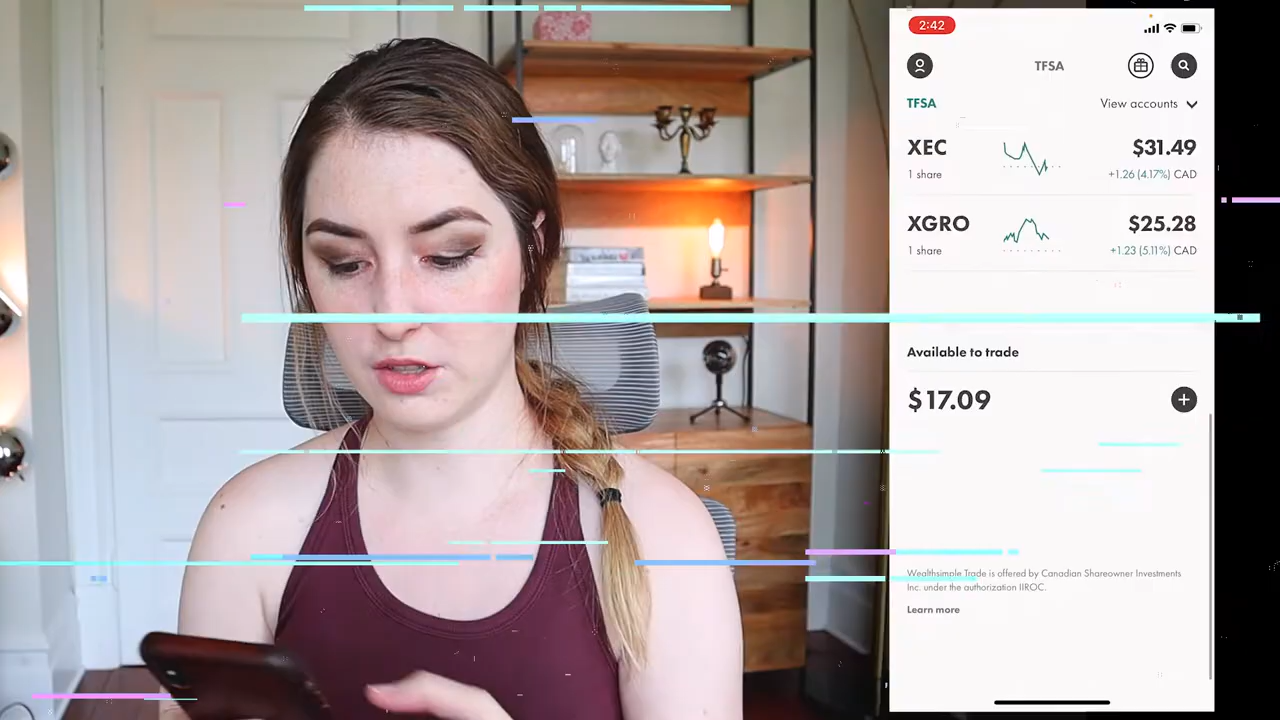 2:42
TFSA
TFSA
View accounts
XEC
$31.49
1 share
+1.26 (4.17%) CAD
XGRO
$25.28
1 share
+1.23 (5.11%) CAD
Available to trade
$17.09
Wealthsimple Trade is offered by Canadian Shareowner Investments
Inc. under the authorization IIROC.
Learn more